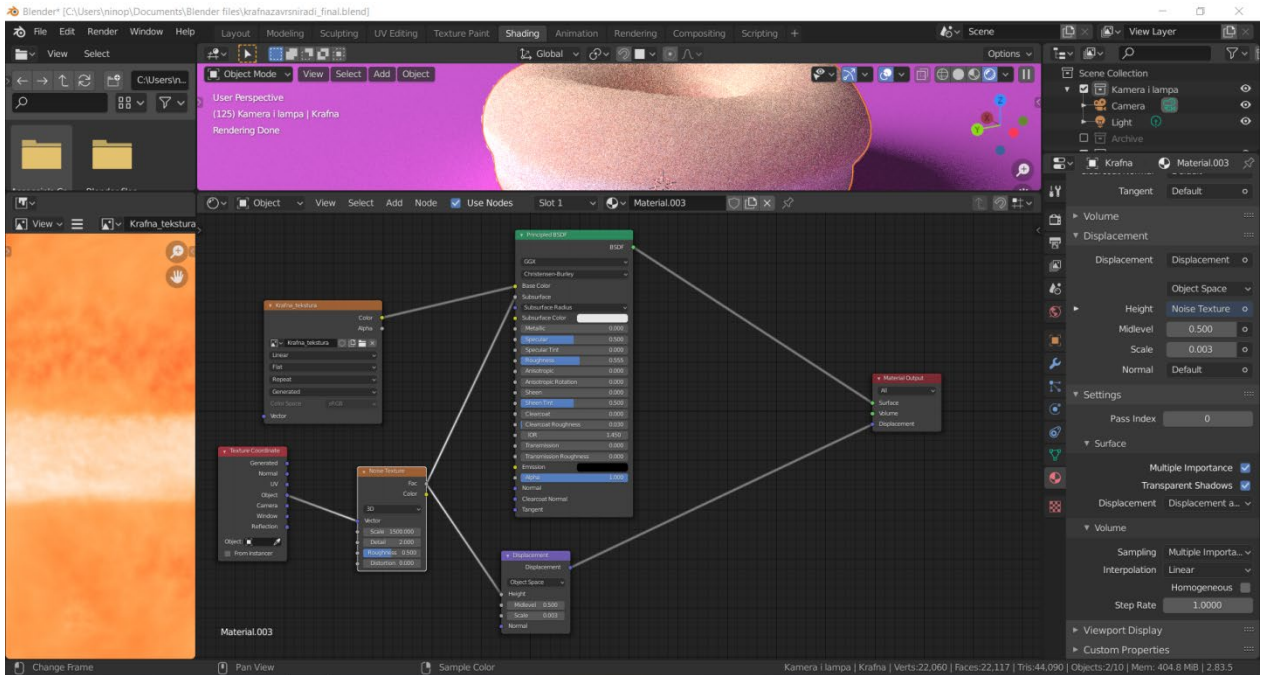 Blender* [C:\Users\ninop\Documents\Blender files\krafnazavrsniradi_final.blend]
File Edit Render Window Help Layout Modeling Sculpting UV Editing Texture Paint Shading Animation Rendering Compositing Scripting + Scene View Layer
View Select Global Options
C:\Users\n...
Object Mode View Select Add Object
User Perspective
(125) Kamera i lampa | Krafna
Rendering Done
Scene Collection
Kamera i lampa
Camera
Light
Archive
Krafna Material.003
Tangent Default
Volume
Displacement
Displacement Displacement
Object Space
Height Noise Texture
Midlevel 0.500
Scale 0.003
Normal Default
Settings
Pass Index 0
Surface
Multiple Importance
Transparent Shadows
Displacement Displacement a...
Volume
Sampling Multiple Importa...
Interpolation Linear
Homogeneous
Step Rate 1.0000
Viewport Display
Custom Properties
Object View Select Add Node Use Nodes Slot 1 Material.003
View Krafna_tekstura
Krafna_tekstura
Color
Alpha
Krafna_tekstura
Linear
Flat
Repeat
Generated
Color Space sRGB
Vector
Texture Coordinate
Generated
Normal
UV
Object
Camera
Window
Reflection
Object:
From Instancer
Noise Texture
Fac
Color
3D
Vector
Scale 1500.000
Detail 2.000
Roughness 0.500
Distortion 0.000
Principled BSDF
BSDF
GGX
Christensen-Burley
Base Color
Subsurface
Subsurface Radius
Subsurface Color
Metallic 0.000
Specular 0.500
Specular Tint 0.000
Roughness 0.555
Anisotropic 0.000
Anisotropic Rotation 0.000
Sheen 0.000
Sheen Tint 0.500
Clearcoat 0.000
Clearcoat Roughness 0.030
IOR 1.450
Transmission 0.000
Transmission Roughness 0.000
Emission
Alpha 1.000
Normal
Clearcoat Normal
Tangent
Displacement
Displacement
Object Space
Height
Midlevel 0.500
Scale 0.003
Normal
Material Output
All
Surface
Volume
Displacement
Material.003
Change Frame Pan View Sample Color Kamera i lampa | Krafna | Verts:22,060 | Faces:22,117 | Tris:44,090 | Objects:2/10 | Mem: 404.8 MiB | 2.83.5